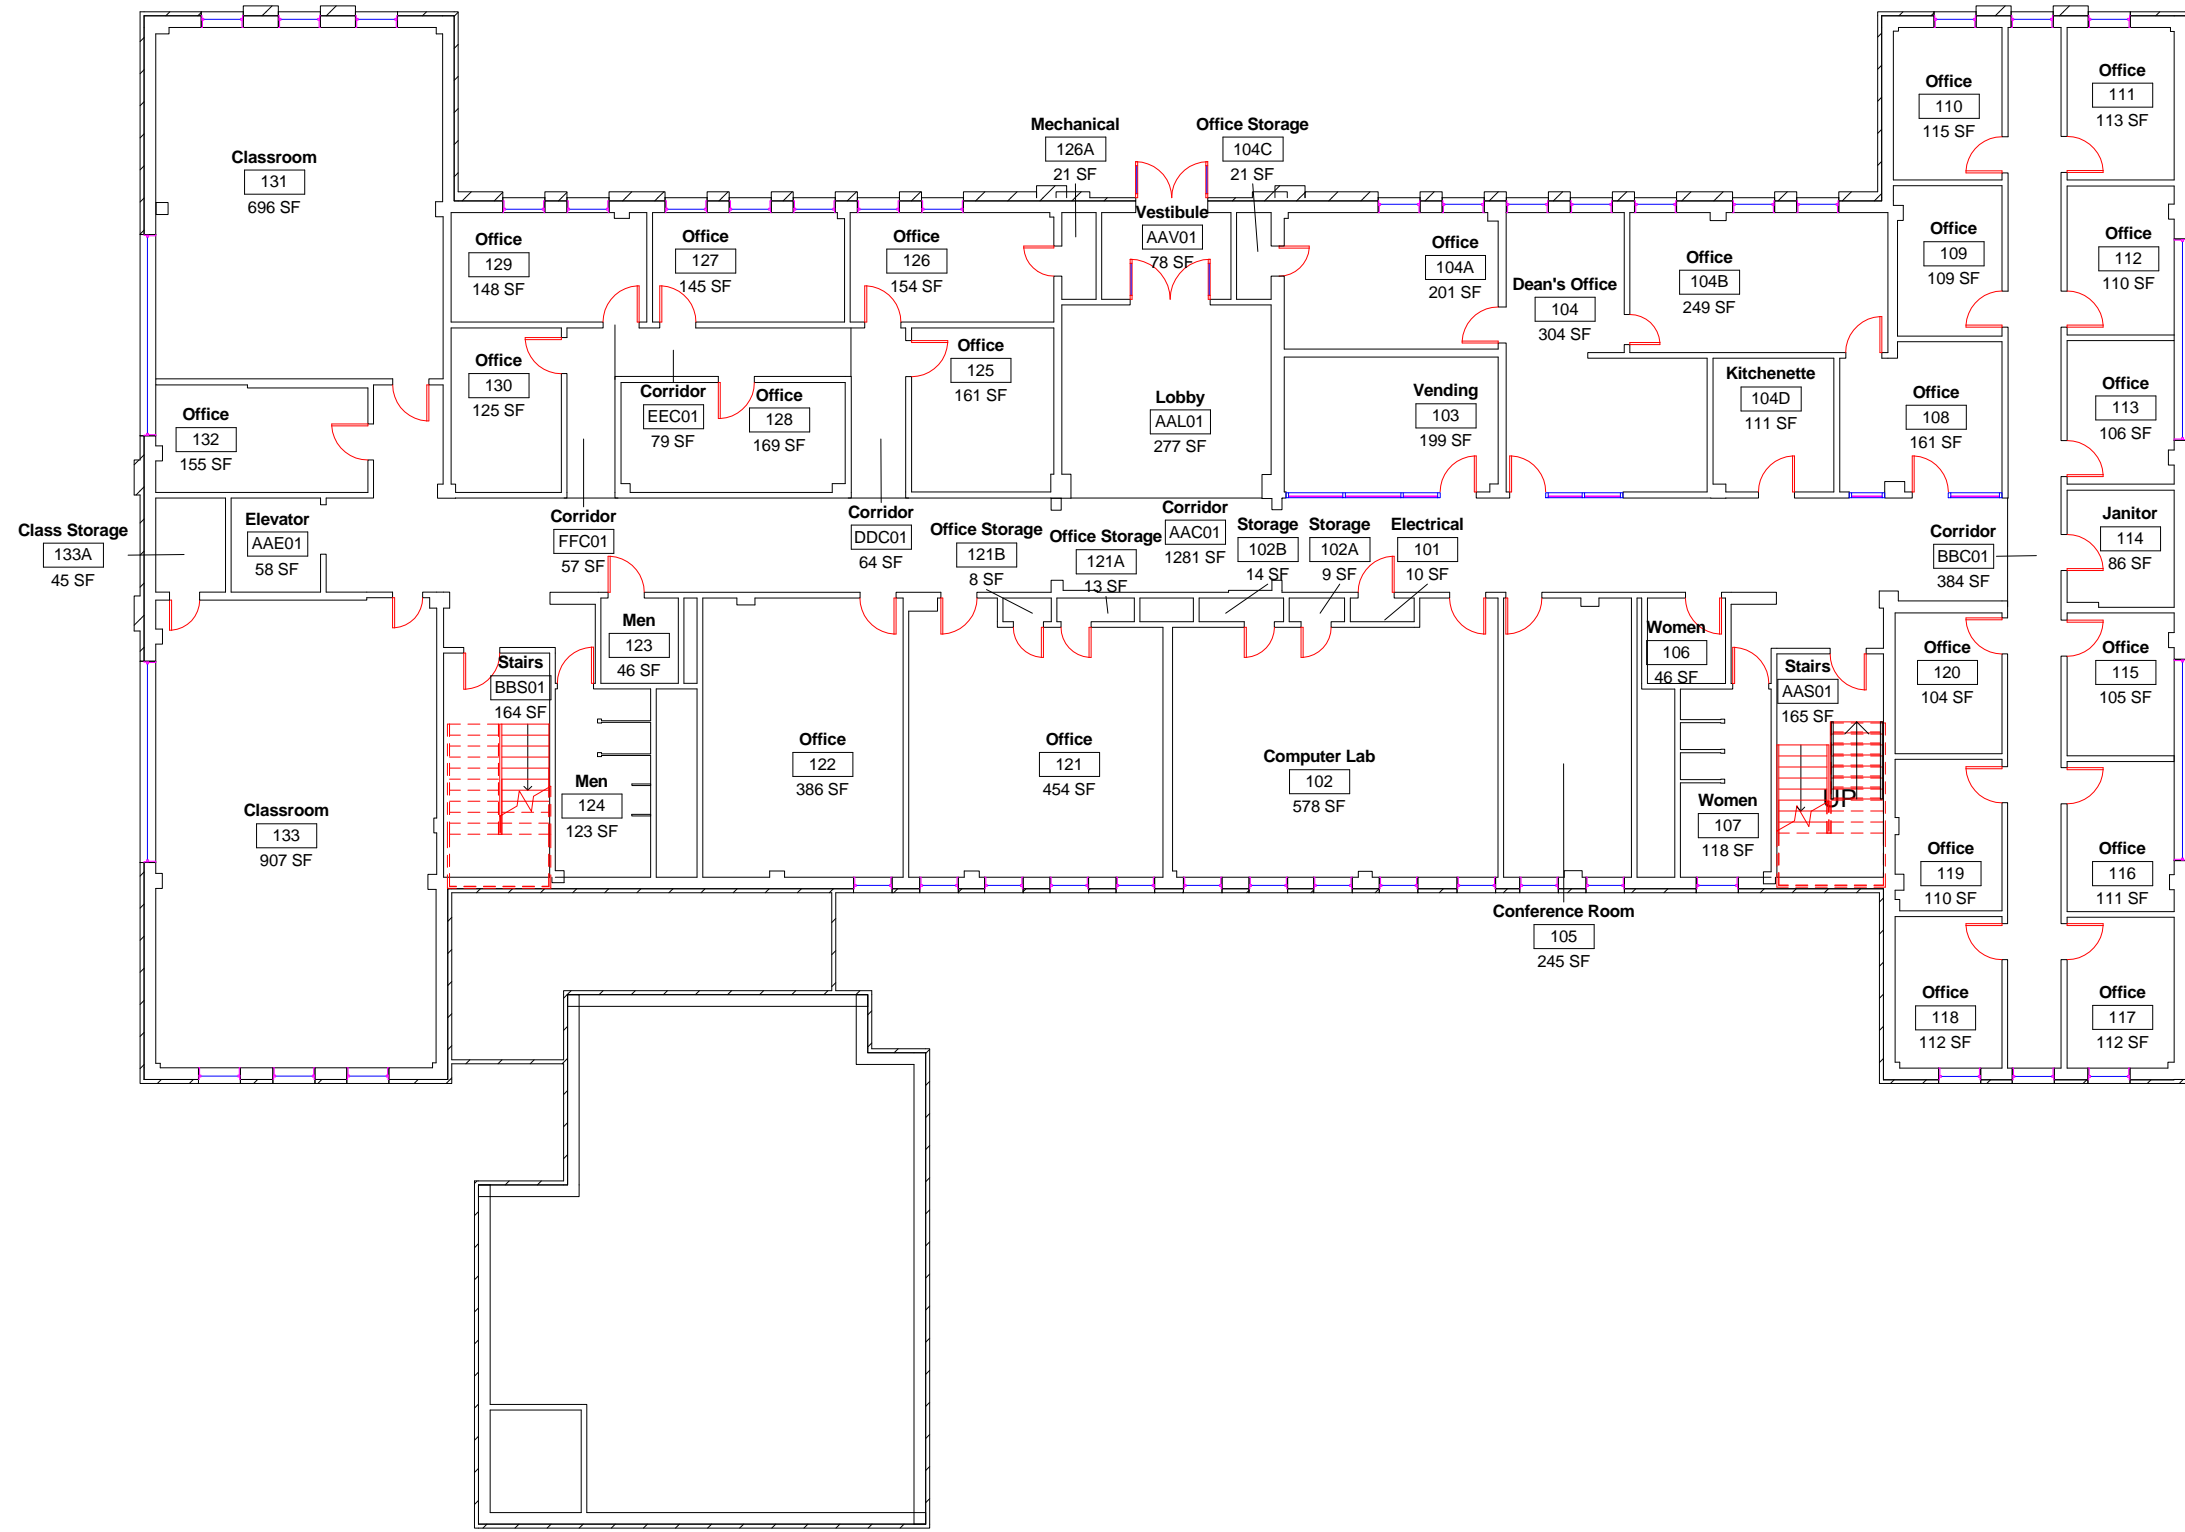 Classroom
131
696 SF
Mechanical
126A
21 SF
Office Storage
104C
21 SF
Office
110
115 SF
Office
111
113 SF
Office
129
148 SF
Office
127
145 SF
Office
126
154 SF
Vestibule
AAV01
78 SF
Office
104A
201 SF
Dean's Office
104
304 SF
Office
104B
249 SF
Office
109
109 SF
Office
112
110 SF
Office
132
155 SF
Office
130
125 SF
Corridor
EEC01
79 SF
Office
128
169 SF
Office
125
161 SF
Lobby
AAL01
277 SF
Vending
103
199 SF
Kitchenette
104D
111 SF
Office
108
161 SF
Office
113
106 SF
Class Storage
133A
45 SF
Elevator
AAE01
58 SF
Corridor
FFC01
57 SF
Corridor
DDC01
64 SF
Office Storage
121B
8 SF
Office Storage
121A
13 SF
Corridor
AAC01
1281 SF
Storage
102B
14 SF
Storage
102A
9 SF
Electrical
101
10 SF
Corridor
BBC01
384 SF
Janitor
114
86 SF
Men
123
46 SF
Stairs
BBS01
164 SF
Women
106
46 SF
Stairs
AAS01
165 SF
UP
Office
120
104 SF
Office
115
105 SF
Classroom
133
907 SF
Men
124
123 SF
Office
122
386 SF
Office
121
454 SF
Computer Lab
102
578 SF
Women
107
118 SF
Office
119
110 SF
Office
116
111 SF
Conference Room
105
245 SF
Office
118
112 SF
Office
117
112 SF